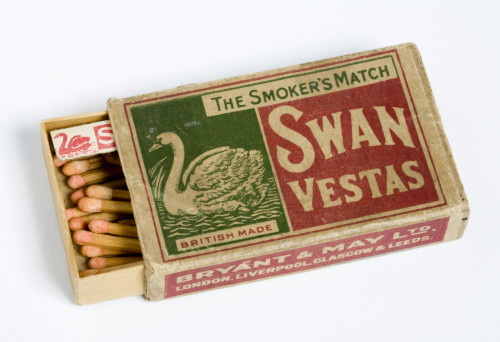 THE SMOKER'S MATCH
SWAN
VESTAS
BRITISH MADE
BRYANT & MAY LTD.
LONDON, LIVERPOOL, GLASGOW & LEEDS.
S